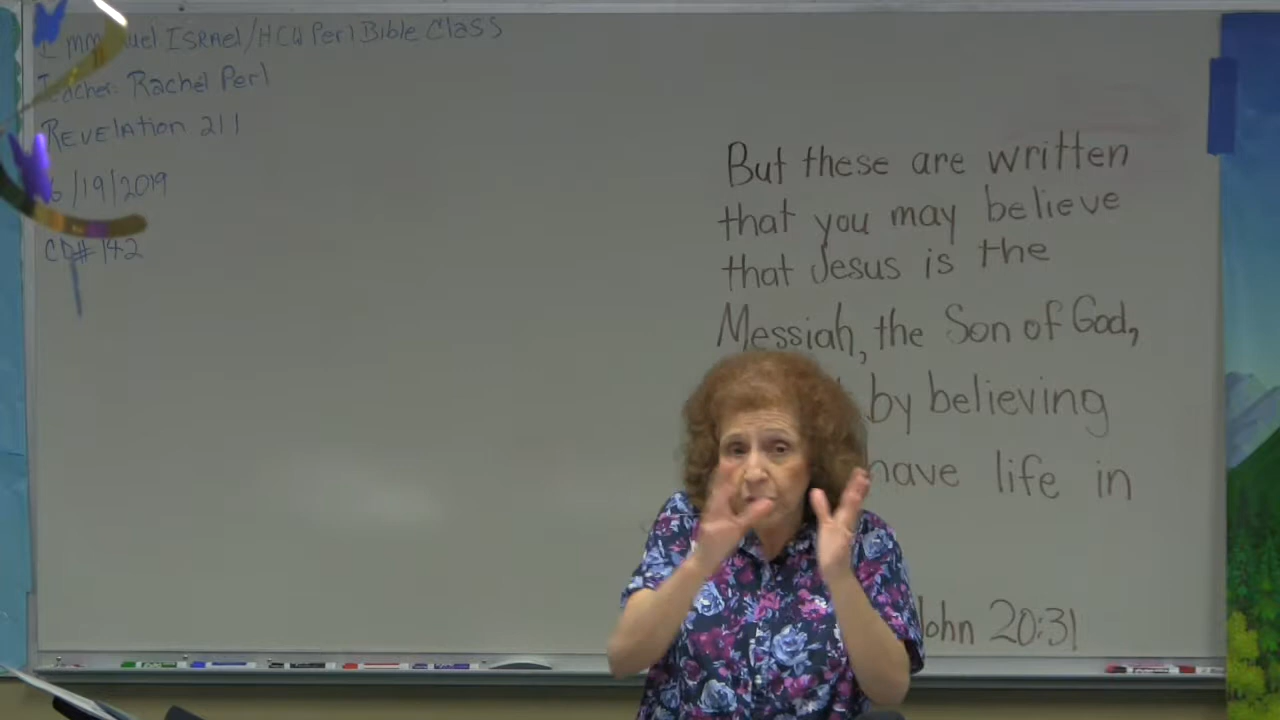 Immanuel ISRAEl/HCQ Perl Bible Class
Teacher: Rachel Perl
REVElAtion 211
6/19/2019
CD# 142
But these are written
that you may believe
that Jesus is the
Messiah, the Son of God,
by believing
have life in
John 20:31